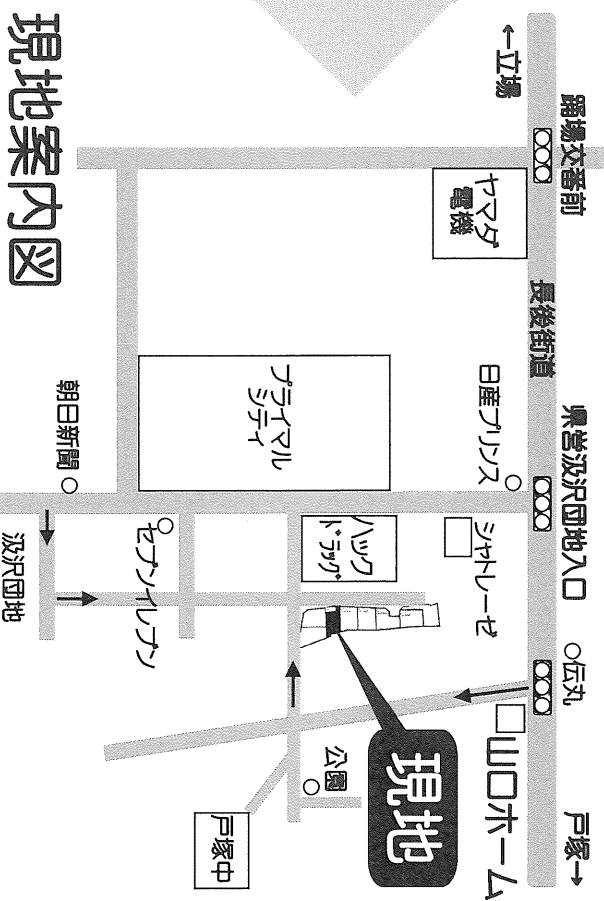 現地案内図
←立場
踊場交番前
ヤマダ
電機
長後街道
県営汲沢団地入口
日産プリンス
プライマル
シティ
朝日新聞
シャトレーゼ
ハック
ドラッグ
セブンイレブン
汲沢団地
伝丸
戸塚→
山口ホーム
現地
公園
戸塚中